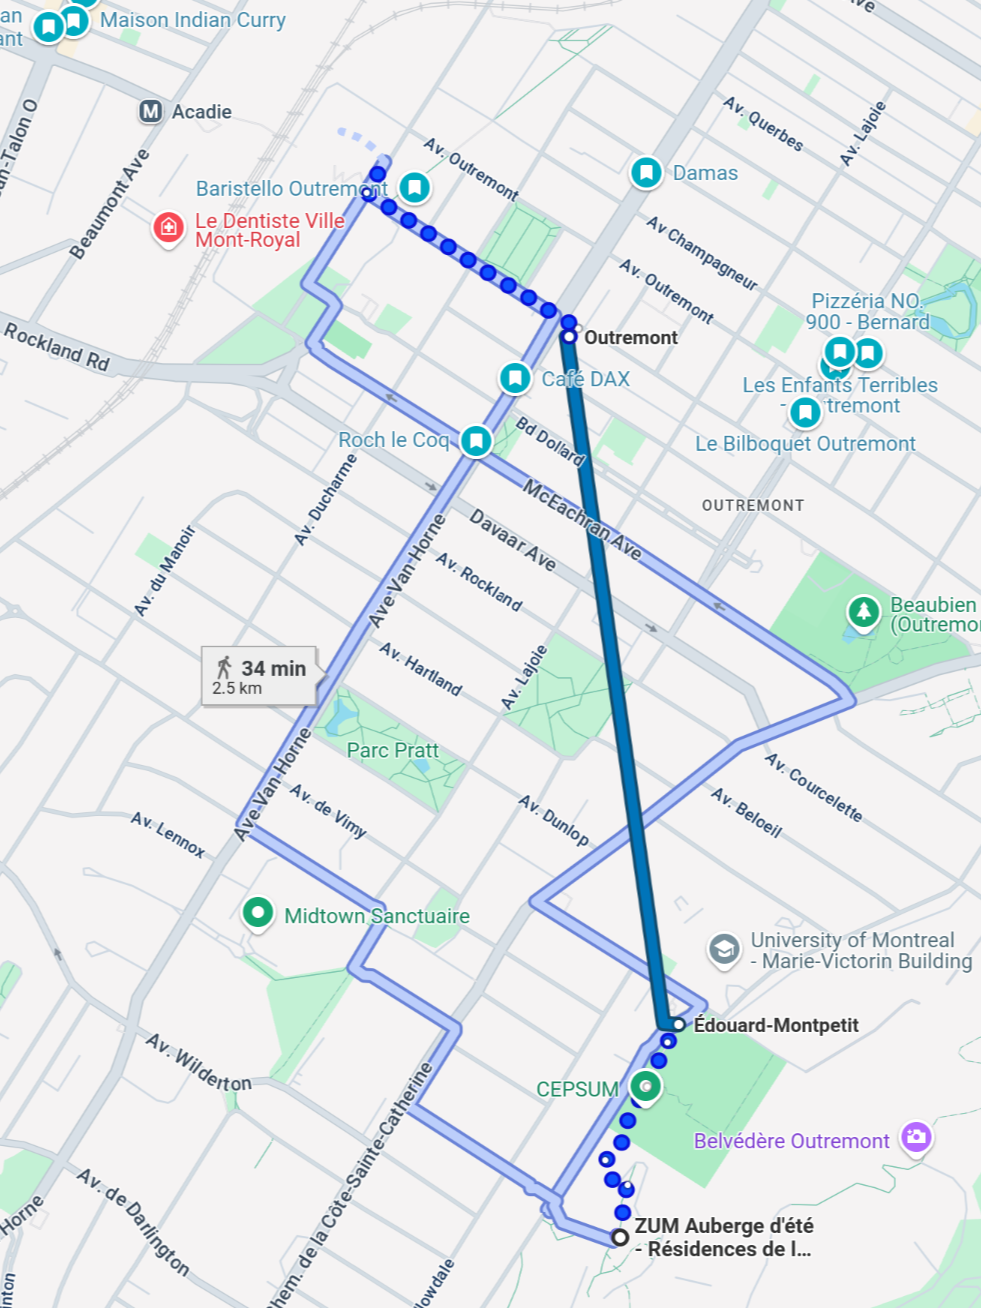 Ave
an
ant
Maison Indian Curry
Acadie
Av. Querbes
Av. Lajoie
an-Talon O
Beaumont Ave
Av. Outremont
Damas
Baristello Outremont
Le Dentiste Ville
Mont-Royal
Av Champagneur
Av. Outremont
Pizzéria NO.
900 - Bernard
Rockland Rd
Outremont
Café DAX
Les Enfants Terribles
- Outremont
Roch le Coq
Bd Dollard
Le Bilboquet Outremont
Av. Ducharme
McEachran Ave
OUTREMONT
Davaar Ave
Av. du Manoir
Ave Van-Horne
Av. Rockland
Beaubien
(Outremo
34 min
2.5 km
Av. Hartland
Av. Lajoie
Parc Pratt
Ave Van-Horne
Av. Courcelette
Av. de Vimy
Av. Dunlop
Av. Beloeil
Av. Lennox
Midtown Sanctuaire
University of Montreal
- Marie-Victorin Building
Édouard-Montpetit
Av. Wilderton
CEPSUM
Belvédère Outremont
Chem. de la Côte-Sainte-Catherine
Av. de Darlington
Horne
ZUM Auberge d'été
- Résidences de l...
llowdale
inton